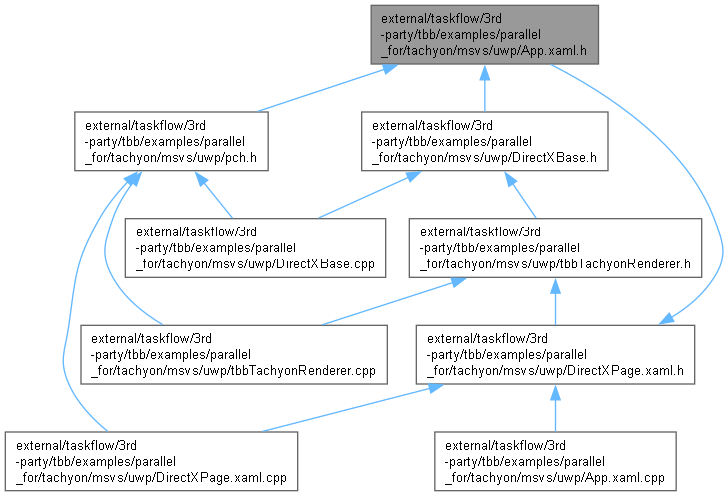 external/taskflow/3rd
-party/tbb/examples/parallel
_for/tachyon/msvs/uwp/App.xaml.h
external/taskflow/3rd
-party/tbb/examples/parallel
_for/tachyon/msvs/uwp/pch.h
external/taskflow/3rd
-party/tbb/examples/parallel
_for/tachyon/msvs/uwp/DirectXBase.h
external/taskflow/3rd
-party/tbb/examples/parallel
_for/tachyon/msvs/uwp/DirectXBase.cpp
external/taskflow/3rd
-party/tbb/examples/parallel
_for/tachyon/msvs/uwp/tbbTachyonRenderer.h
external/taskflow/3rd
-party/tbb/examples/parallel
_for/tachyon/msvs/uwp/tbbTachyonRenderer.cpp
external/taskflow/3rd
-party/tbb/examples/parallel
_for/tachyon/msvs/uwp/DirectXPage.xaml.h
external/taskflow/3rd
-party/tbb/examples/parallel
_for/tachyon/msvs/uwp/DirectXPage.xaml.cpp
external/taskflow/3rd
-party/tbb/examples/parallel
_for/tachyon/msvs/uwp/App.xaml.cpp